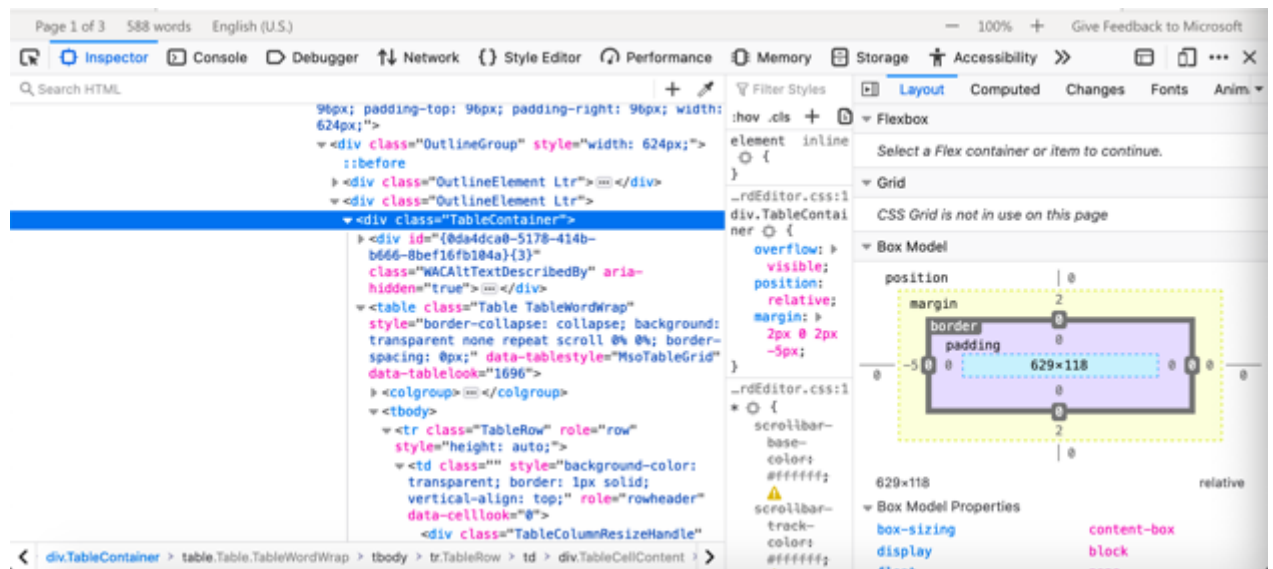 Page 1 of 3 588 words English (U.S.) — 100% + Give Feedback to Microsoft
Inspector Console Debugger Network {} Style Editor Performance Memory Storage Accessibility
Search HTML
96px; padding-top: 96px; padding-right: 96px; width:
624px;">
<div class="OutlineGroup" style="width: 624px;">
::before
<div class="OutlineElement Ltr"></div>
<div class="OutlineElement Ltr">
<div class="TableContainer">
<div id="{0da4dca0-5178-414b-
b666-8bef16fb104a}{3}"
class="WACAltTextDescribedBy" aria-
hidden="true"></div>
<table class="Table TableWordWrap"
style="border-collapse: collapse; background:
transparent none repeat scroll 0% 0%; border-
spacing: 0px;" data-tablestyle="MsoTableGrid"
data-tablelook="1696">
<colgroup></colgroup>
<tbody>
<tr class="TableRow" role="row"
style="height: auto;">
<td class="" style="background-color:
transparent; border: 1px solid;
vertical-align: top;" role="rowheader"
data-celllook="0">
<div class="TableColumnResizeHandle"
div.TableContainer > table.Table.TableWordWrap > tbody > tr.TableRow > td > div.TableCellContent >
Filter Styles
:hov .cls +
element inline
{
}
…rdEditor.css:1
div.TableContai
ner {
overflow:
visible;
position:
relative;
margin:
2px 0 2px
-5px;
}
…rdEditor.css:1
* {
scrollbar-
base-
color:
#ffffff;
scrollbar-
track-
color:
#ffffff;
Layout Computed Changes Fonts Anim.
Flexbox
Select a Flex container or item to continue.
Grid
CSS Grid is not in use on this page
Box Model
position 0
margin 2
border 0
padding 0
0 -5 0 0 629×118 0 0 0 0
0
0
2
0
629×118 relative
Box Model Properties
box-sizing content-box
display block